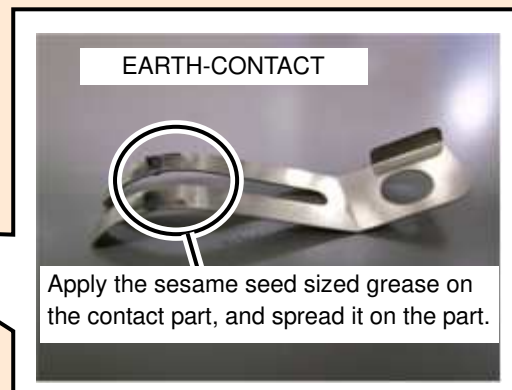 EARTH-CONTACT
Apply the sesame seed sized grease on
the contact part, and spread it on the part.